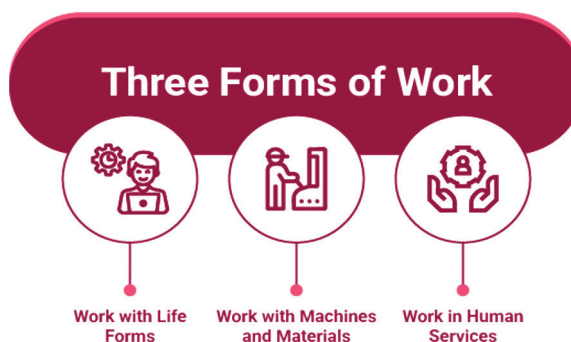 Three Forms of Work
Work with Life
Forms
Work with Machines
and Materials
Work in Human
Services